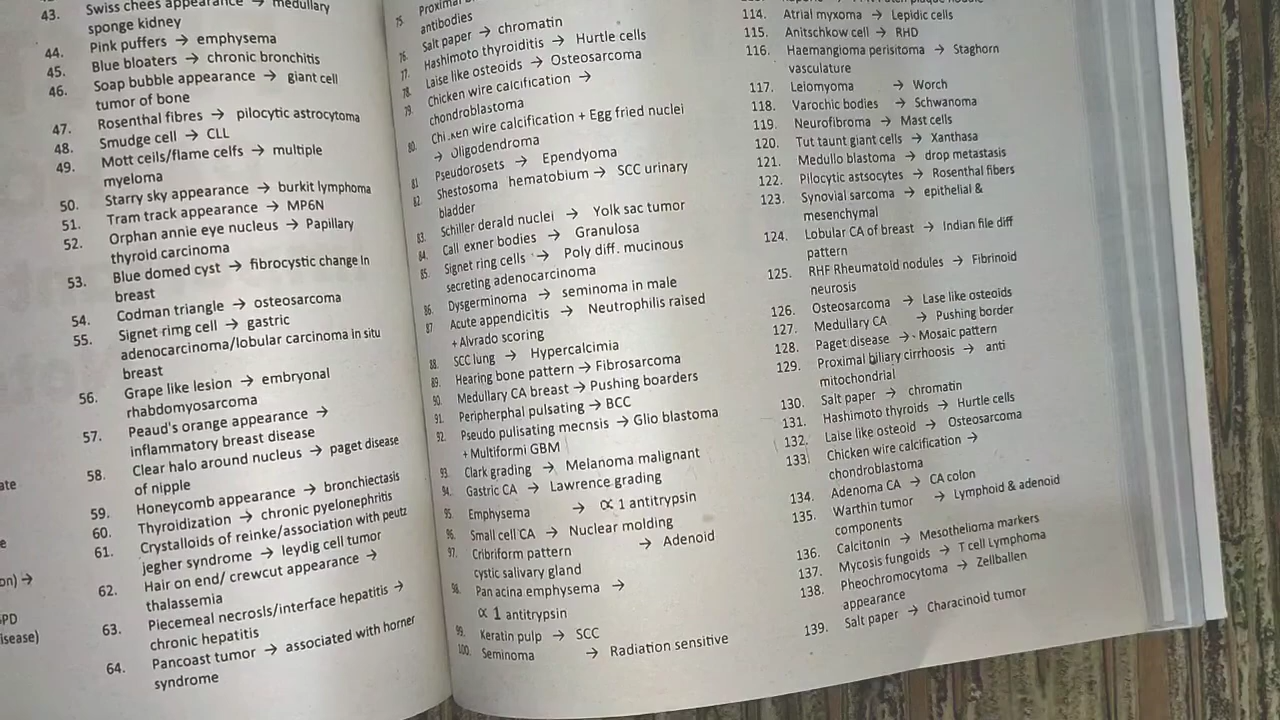 ate
e
on) →
SPD
isease)
43. Swiss chees appearance → medullary
sponge kidney
44. Pink puffers → emphysema
45. Blue bloaters → chronic bronchitis
46. Soap bubble appearance → giant cell
tumor of bone
47. Rosenthal fibres → pilocytic astrocytoma
48. Smudge cell → CLL
49. Mott cells/flame celfs → multiple
myeloma
50. Starry sky appearance → burkit lymphoma
51. Tram track appearance → MP6N
52. Orphan annie eye nucleus → Papillary
thyroid carcinoma
53. Blue domed cyst → fibrocystic change in
breast
54. Codman triangle → osteosarcoma
55. Signet ring cell → gastric
adenocarcinoma/lobular carcinoma in situ
breast
56. Grape like lesion → embryonal
rhabdomyosarcoma
57. Peaud's orange appearance →
inflammatory breast disease
58. Clear halo around nucleus → paget disease
of nipple
59. Honeycomb appearance → bronchiectasis
60. Thyroidization → chronic pyelonephritis
61. Crystalloids of reinke/association with peutz
jegher syndrome → leydig cell tumor
62. Hair on end/ crewcut appearance →
thalassemia
63. Piecemeal necrosls/interface hepatitis →
chronic hepatitis
64. Pancoast tumor → associated with horner
syndrome
75. Proximal
antibodies
76. Salt paper → chromatin
77. Hashimoto thyroiditis → Hurtle cells
78. Laise like osteoids → Osteosarcoma
79. Chicken wire calcification →
chondroblastoma
80. Chicken wire calcification + Egg fried nuclei
→ Oligodendroma
81 Pseudorosets → Ependyoma
82 Shestosoma hematobium → SCC urinary
bladder
83. Schiller derald nuclei → Yolk sac tumor
84. Call exner bodies → Granulosa
85. Signet ring cells → Poly diff. mucinous
secreting adenocarcinoma
86. Dysgerminoma → seminoma in male
87 Acute appendicitis → Neutrophilis raised
+ Alvrado scoring
88. SCC lung → Hypercalcimia
89. Hearing bone pattern → Fibrosarcoma
90. Medullary CA breast → Pushing boarders
91. Peripherphal pulsating → BCC
92. Pseudo pulisating mecnsis → Glio blastoma
+ Multiformi GBM
93. Clark grading → Melanoma malignant
94. Gastric CA → Lawrence grading
95. Emphysema → ∝ 1 antitrypsin
96. Small cell CA → Nuclear molding
97. Cribriform pattern → Adenoid
cystic salivary gland
98. Pan acina emphysema →
∝ 1 antitrypsin
99. Keratin pulp → SCC
100. Seminoma → Radiation sensitive
114. Atrial myxoma → Lepidic cells
115. Anitschkow cell → RHD
116. Haemangioma perisitoma → Staghorn
vasculature
117. Leiomyoma → Worch
118. Varochic bodies → Schwanoma
119. Neurofibroma → Mast cells
120. Tut taunt giant cells → Xanthasa
121. Medullo blastoma → drop metastasis
122. Pilocytic astsocytes → Rosenthal fibers
123. Synovial sarcoma → epithelial &
mesenchymal
124. Lobular CA of breast → Indian file diff
pattern
125. RHF Rheumatoid nodules → Fibrinoid
neurosis
126. Osteosarcoma → Lase like osteoids
127. Medullary CA → Pushing border
128. Paget disease → Mosaic pattern
129. Proximal biliary cirrhoosis → anti
mitochondrial
130. Salt paper → chromatin
131. Hashimoto thyroids → Hurtle cells
132. Laise like osteoid → Osteosarcoma
133. Chicken wire calcification →
chondroblastoma
134. Adenoma CA → CA colon
135. Warthin tumor → Lymphoid & adenoid
components
136. Calcitonin → Mesothelioma markers
137. Mycosis fungoids → T cell Lymphoma
138. Pheochromocytoma → Zellballen
appearance
139. Salt paper → Characinoid tumor